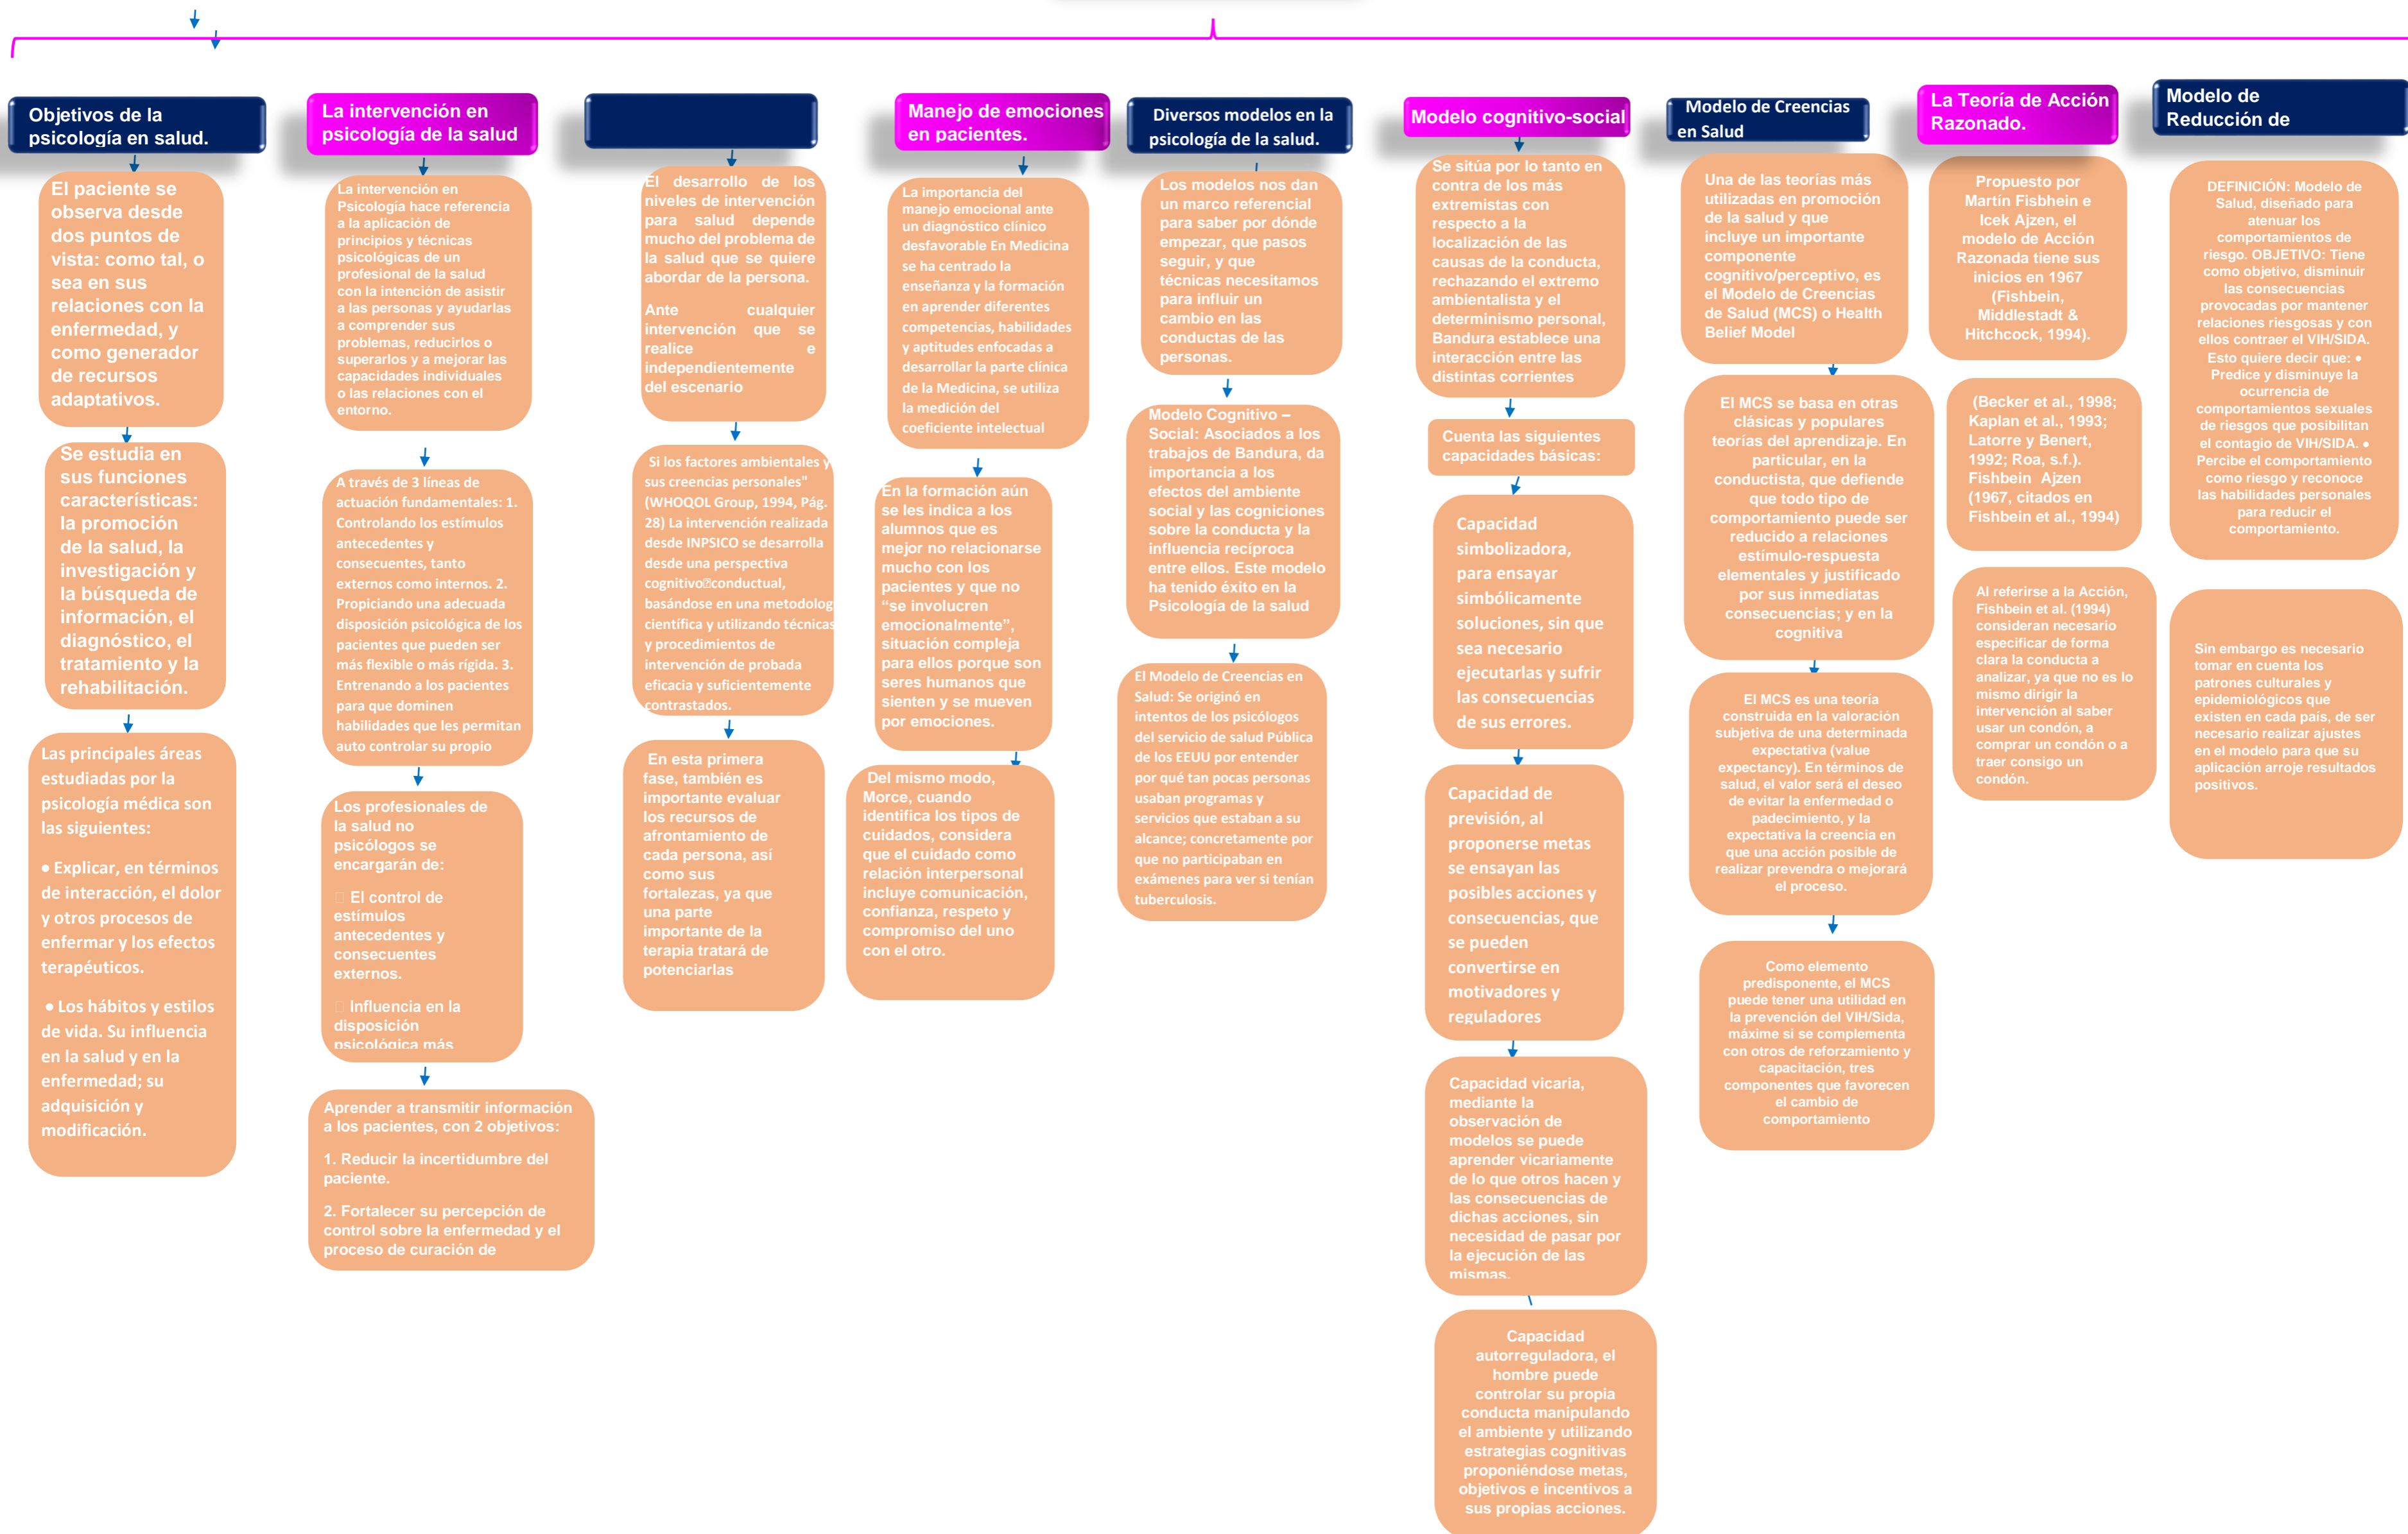 Objetivos de la
psicología en salud.
El paciente se
observa desde
dos puntos de
vista: como tal, o
sea en sus
relaciones con la
enfermedad, y
como generador
de recursos
adaptativos.
Se estudia en
sus funciones
características:
la promoción
de la salud, la
investigación y
la búsqueda de
información, el
diagnóstico, el
tratamiento y la
rehabilitación.
Las principales áreas
estudiadas por la
psicología médica son
las siguientes:
• Explicar, en términos
de interacción, el dolor
y otros procesos de
enfermar y los efectos
terapéuticos.
• Los hábitos y estilos
de vida. Su influencia
en la salud y en la
enfermedad; su
adquisición y
modificación.
La intervención en
psicología de la salud
La intervención en
Psicología hace referencia
a la aplicación de
principios y técnicas
psicológicas de un
profesional de la salud
con la intención de asistir
a las personas y ayudarlas
a comprender sus
problemas, reducirlos o
superarlos y a mejorar las
capacidades individuales
o las relaciones con el
entorno.
A través de 3 líneas de
actuación fundamentales: 1.
Controlando los estímulos
antecedentes y
consecuentes, tanto
externos como internos. 2.
Propiciando una adecuada
disposición psicológica de los
pacientes que pueden ser
más flexible o más rígida. 3.
Entrenando a los pacientes
para que dominen
habilidades que les permitan
auto controlar su propio
Los profesionales de
la salud no
psicólogos se
encargarán de:
El control de
estímulos
antecedentes y
consecuentes
externos.
Influencia en la
disposición
psicológica más
Aprender a transmitir información
a los pacientes, con 2 objetivos:
1. Reducir la incertidumbre del
paciente.
2. Fortalecer su percepción de
control sobre la enfermedad y el
proceso de curación de
El desarrollo de los
niveles de intervención
para salud depende
mucho del problema de
la salud que se quiere
abordar de la persona.
Ante cualquier
intervención que se
realice e
independientemente
del escenario
Si los factores ambientales y
sus creencias personales"
(WHOQOL Group, 1994, Pág.
28) La intervención realizada
desde INPSICO se desarrolla
desde una perspectiva
cognitivo conductual,
basándose en una metodolog
científica y utilizando técnicas
y procedimientos de
intervención de probada
eficacia y suficientemente
contrastados.
En esta primera
fase, también es
importante evaluar
los recursos de
afrontamiento de
cada persona, así
como sus
fortalezas, ya que
una parte
importante de la
terapia tratará de
potenciarlas
Manejo de emociones
en pacientes.
La importancia del
manejo emocional ante
un diagnóstico clínico
desfavorable En Medicina
se ha centrado la
enseñanza y la formación
en aprender diferentes
competencias, habilidades
y aptitudes enfocadas a
desarrollar la parte clínica
de la Medicina, se utiliza
la medición del
coeficiente intelectual
En la formación aún
se les indica a los
alumnos que es
mejor no relacionarse
mucho con los
pacientes y que no
“se involucren
emocionalmente”,
situación compleja
para ellos porque son
seres humanos que
sienten y se mueven
por emociones.
Del mismo modo,
Morce, cuando
identifica los tipos de
cuidados, considera
que el cuidado como
relación interpersonal
incluye comunicación,
confianza, respeto y
compromiso del uno
con el otro.
Diversos modelos en la
psicología de la salud.
Los modelos nos dan
un marco referencial
para saber por dónde
empezar, que pasos
seguir, y que
técnicas necesitamos
para influir un
cambio en las
conductas de las
personas.
Modelo Cognitivo –
Social: Asociados a los
trabajos de Bandura, da
importancia a los
efectos del ambiente
social y las cogniciones
sobre la conducta y la
influencia recíproca
entre ellos. Este modelo
ha tenido éxito en la
Psicología de la salud
El Modelo de Creencias en
Salud: Se originó en
intentos de los psicólogos
del servicio de salud Pública
de los EEUU por entender
por qué tan pocas personas
usaban programas y
servicios que estaban a su
alcance; concretamente por
que no participaban en
exámenes para ver si tenían
tuberculosis.
Modelo cognitivo-social
Se sitúa por lo tanto en
contra de los más
extremistas con
respecto a la
localización de las
causas de la conducta,
rechazando el extremo
ambientalista y el
determinismo personal,
Bandura establece una
interacción entre las
distintas corrientes
Cuenta las siguientes
capacidades básicas:
Capacidad
simbolizadora,
para ensayar
simbólicamente
soluciones, sin que
sea necesario
ejecutarlas y sufrir
las consecuencias
de sus errores.
Capacidad de
previsión, al
proponerse metas
se ensayan las
posibles acciones y
consecuencias, que
se pueden
convertirse en
motivadores y
reguladores
Capacidad vicaria,
mediante la
observación de
modelos se puede
aprender vicariamente
de lo que otros hacen y
las consecuencias de
dichas acciones, sin
necesidad de pasar por
la ejecución de las
mismas.
Capacidad
autorreguladora, el
hombre puede
controlar su propia
conducta manipulando
el ambiente y utilizando
estrategias cognitivas
proponiéndose metas,
objetivos e incentivos a
sus propias acciones.
Modelo de Creencias
en Salud
Una de las teorías más
utilizadas en promoción
de la salud y que
incluye un importante
componente
cognitivo/perceptivo, es
el Modelo de Creencias
de Salud (MCS) o Health
Belief Model
El MCS se basa en otras
clásicas y populares
teorías del aprendizaje. En
particular, en la
conductista, que defiende
que todo tipo de
comportamiento puede ser
reducido a relaciones
estímulo-respuesta
elementales y justificado
por sus inmediatas
consecuencias; y en la
cognitiva
El MCS es una teoría
construida en la valoración
subjetiva de una determinada
expectativa (value
expectancy). En términos de
salud, el valor será el deseo
de evitar la enfermedad o
padecimiento, y la
expectativa la creencia en
que una acción posible de
realizar prevendra o mejorará
el proceso.
Como elemento
predisponente, el MCS
puede tener una utilidad en
la prevención del VIH/Sida,
máxime si se complementa
con otros de reforzamiento y
capacitación, tres
componentes que favorecen
el cambio de
comportamiento
La Teoría de Acción
Razonado.
Propuesto por
Martín Fisbhein e
Icek Ajzen, el
modelo de Acción
Razonada tiene sus
inicios en 1967
(Fishbein,
Middlestadt &
Hitchcock, 1994).
(Becker et al., 1998;
Kaplan et al., 1993;
Latorre y Benert,
1992; Roa, s.f.).
Fishbein Ajzen
(1967, citados en
Fishbein et al., 1994)
Al referirse a la Acción,
Fishbein et al. (1994)
consideran necesario
especificar de forma
clara la conducta a
analizar, ya que no es lo
mismo dirigir la
intervención al saber
usar un condón, a
comprar un condón o a
traer consigo un
condón.
Modelo de
Reducción de
DEFINICIÓN: Modelo de
Salud, diseñado para
atenuar los
comportamientos de
riesgo. OBJETIVO: Tiene
como objetivo, disminuir
las consecuencias
provocadas por mantener
relaciones riesgosas y con
ellos contraer el VIH/SIDA.
Esto quiere decir que: •
Predice y disminuye la
ocurrencia de
comportamientos sexuales
de riesgos que posibilitan
el contagio de VIH/SIDA. •
Percibe el comportamiento
como riesgo y reconoce
las habilidades personales
para reducir el
comportamiento.
Sin embargo es necesario
tomar en cuenta los
patrones culturales y
epidemiológicos que
existen en cada país, de ser
necesario realizar ajustes
en el modelo para que su
aplicación arroje resultados
positivos.